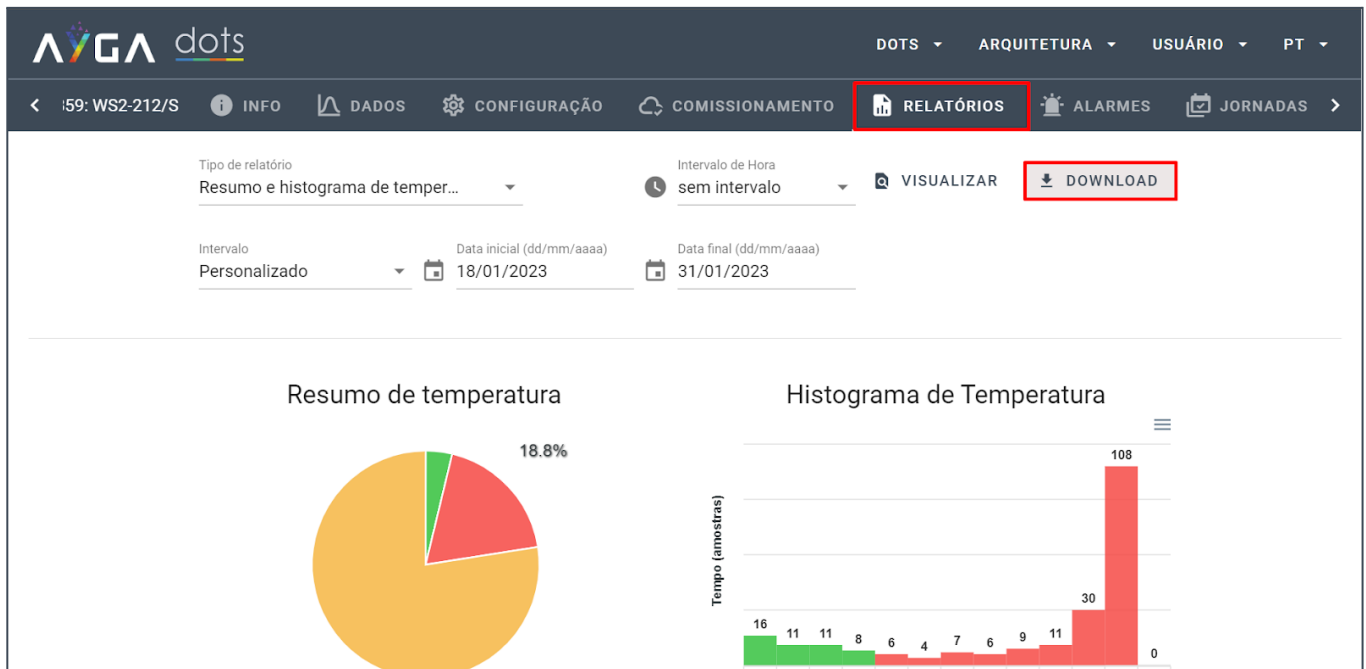 AYGA dots
DOTS ARQUITETURA USUÁRIO PT
359: WS2-212/S INFO DADOS CONFIGURAÇÃO COMISSIONAMENTO RELATÓRIOS ALARMES JORNADAS
Tipo de relatório
Resumo e histograma de temper...
Intervalo de Hora
sem intervalo
VISUALIZAR
DOWNLOAD
Intervalo
Personalizado
Data inicial (dd/mm/aaaa)
18/01/2023
Data final (dd/mm/aaaa)
31/01/2023
Resumo de temperatura
18.8%
Histograma de Temperatura
Tempo (amostras)
16 11 11 8 6 4 7 6 9 11 30 108 0